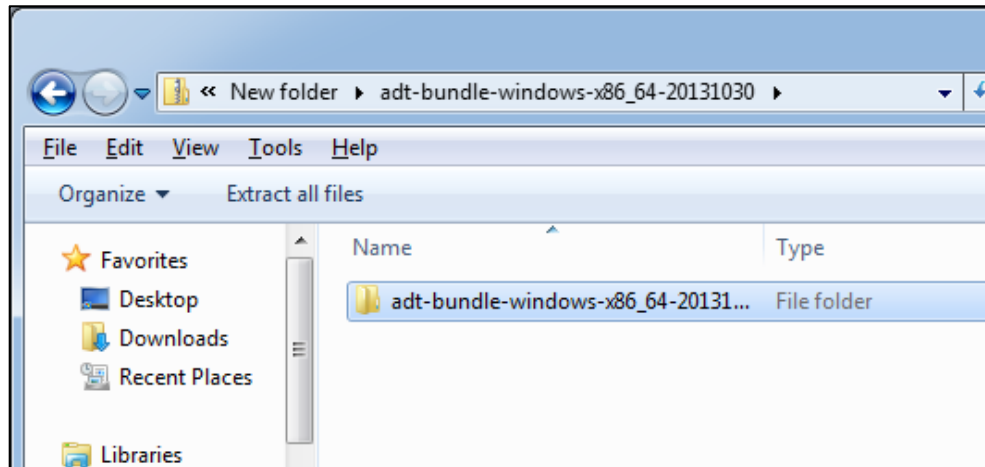 « New folder ▸ adt-bundle-windows-x86_64-20131030 ▸
File Edit View Tools Help
Organize ▾ Extract all files
Favorites
Desktop
Downloads
Recent Places
Libraries
Name Type
adt-bundle-windows-x86_64-20131... File folder